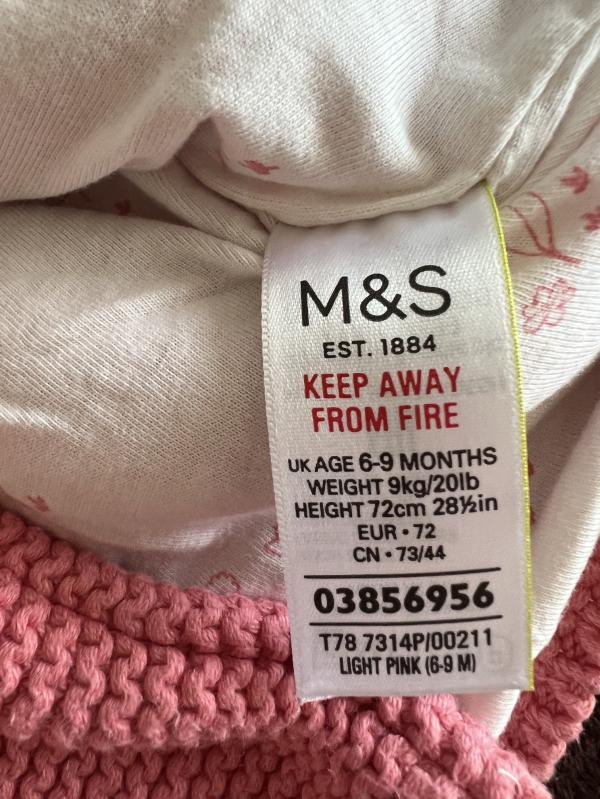 M&S
EST. 1884
KEEP AWAY
FROM FIRE
UK AGE 6-9 MONTHS
WEIGHT 9kg/20lb
HEIGHT 72cm 28½in
EUR • 72
CN • 73/44
03856956
T78 7314P/00211
LIGHT PINK (6-9 M)